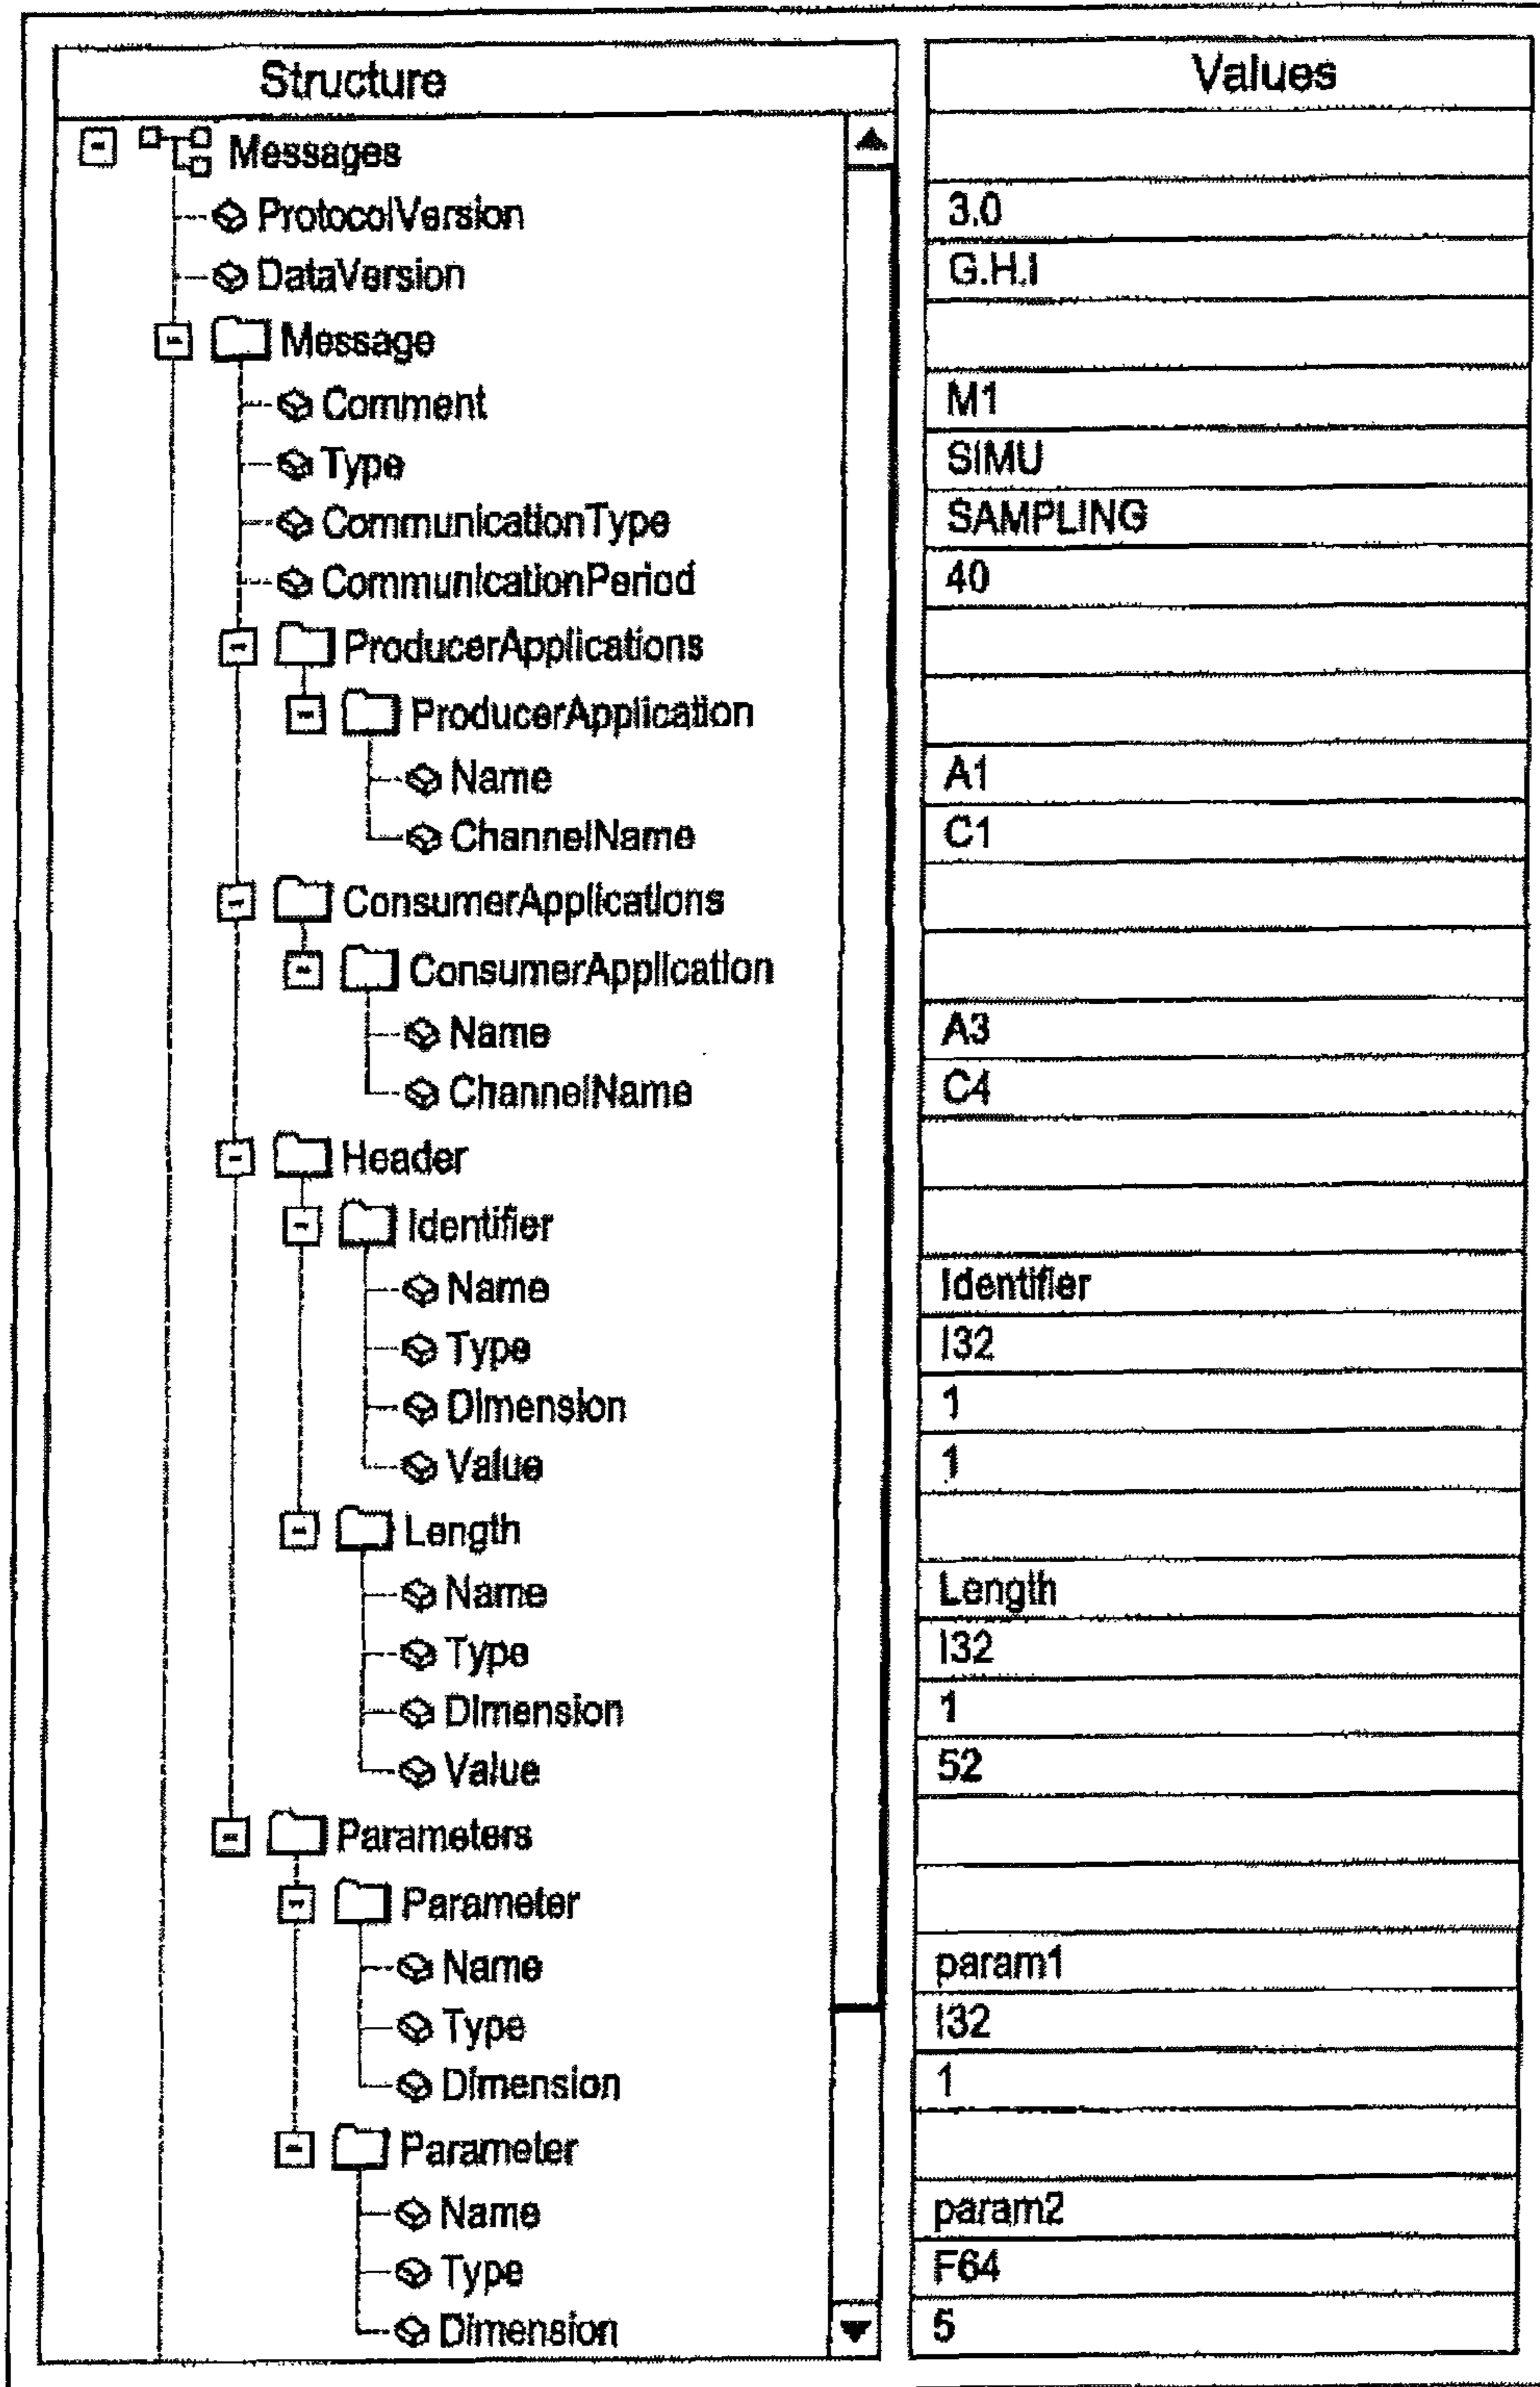 Structure Values
Messages
ProtocolVersion 3.0
DataVersion G.H.I
Message
Comment M1
Type SIMU
CommunicationType SAMPLING
CommunicationPeriod 40
ProducerApplications
ProducerApplication
Name A1
ChannelName C1
ConsumerApplications
ConsumerApplication
Name A3
ChannelName C4
Header
Identifier
Name Identifier
Type I32
Dimension 1
Value 1
Length
Name Length
Type I32
Dimension 1
Value 52
Parameters
Parameter
Name param1
Type I32
Dimension 1
Parameter
Name param2
Type F64
Dimension 5